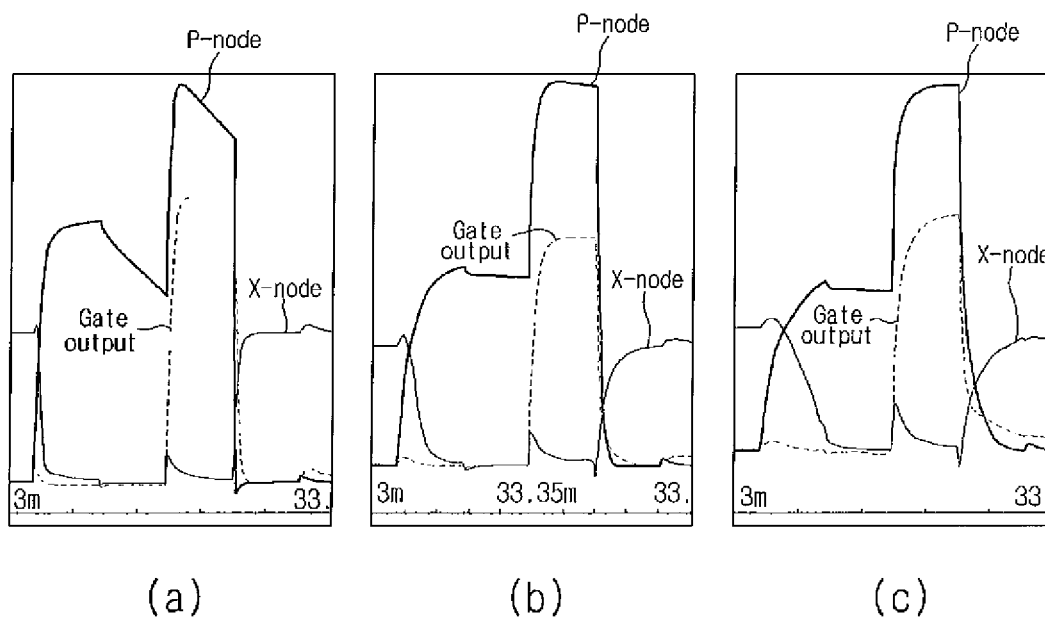 P-node
Gate
output
X-node
3m
33.
(a)
P-node
Gate
output
X-node
3m
33.35m
33.
(b)
P-node
Gate
output
X-node
3m
33
(c)